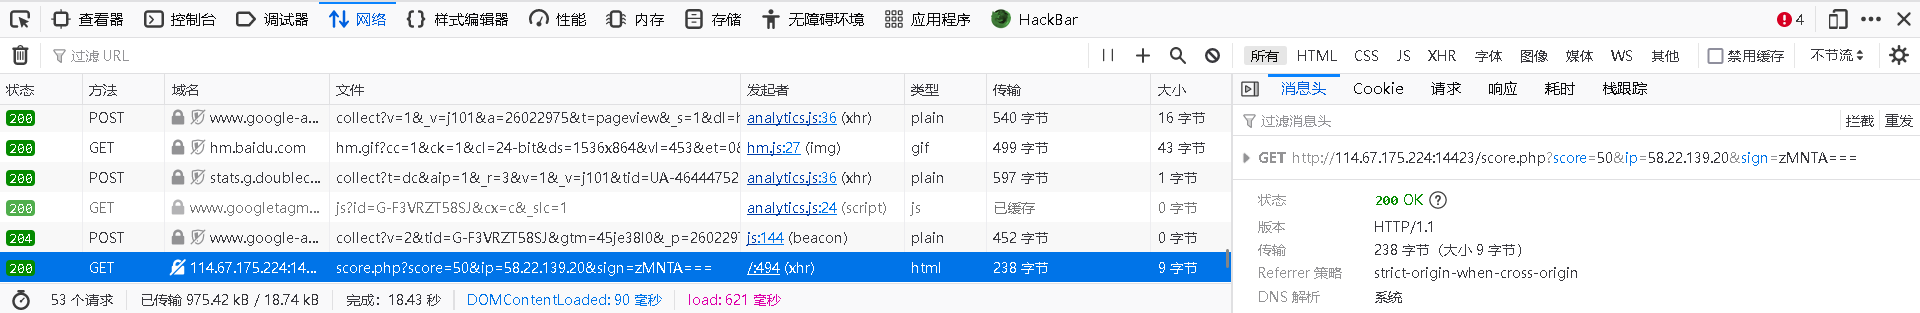 查看器 控制台 调试器 网络 样式编辑器 性能 内存 存储 无障碍环境 应用程序 HackBar 4
过滤 URL 所有 HTML CSS JS XHR 字体 图像 媒体 WS 其他 禁用缓存 不节流
状态 方法 域名 文件 发起者 类型 传输 大小
200 POST www.google-a... collect?v=1&_v=j101&a=26022975&t=pageview&_s=1&dl=h analytics.js:36 (xhr) plain 540 字节 16 字节
200 GET hm.baidu.com hm.gif?cc=1&ck=1&cl=24-bit&ds=1536x864&vl=453&et=0& hm.js:27 (img) gif 499 字节 43 字节
200 POST stats.g.doublec... collect?t=dc&aip=1&_r=3&v=1&_v=j101&tid=UA-46444752 analytics.js:36 (xhr) plain 597 字节 1 字节
200 GET www.googletagm... js?id=G-F3VRZT58SJ&cx=c&_slc=1 analytics.js:24 (script) js 已缓存 0 字节
204 POST www.google-a... collect?v=2&tid=G-F3VRZT58SJ&gtm=45je38l0&_p=2602297 js:144 (beacon) plain 452 字节 0 字节
200 GET 114.67.175.224:14... score.php?score=50&ip=58.22.139.20&sign=zMNTA=== /:494 (xhr) html 238 字节 9 字节
53 个请求 已传输 975.42 kB / 18.74 kB 完成：18.43 秒 DOMContentLoaded: 90 毫秒 load: 621 毫秒
消息头 Cookie 请求 响应 耗时 栈跟踪
过滤消息头 拦截 重发
GET http://114.67.175.224:14423/score.php?score=50&ip=58.22.139.20&sign=zMNTA===
状态 200 OK ?
版本 HTTP/1.1
传输 238 字节（大小 9 字节）
Referrer 策略 strict-origin-when-cross-origin
DNS 解析 系统